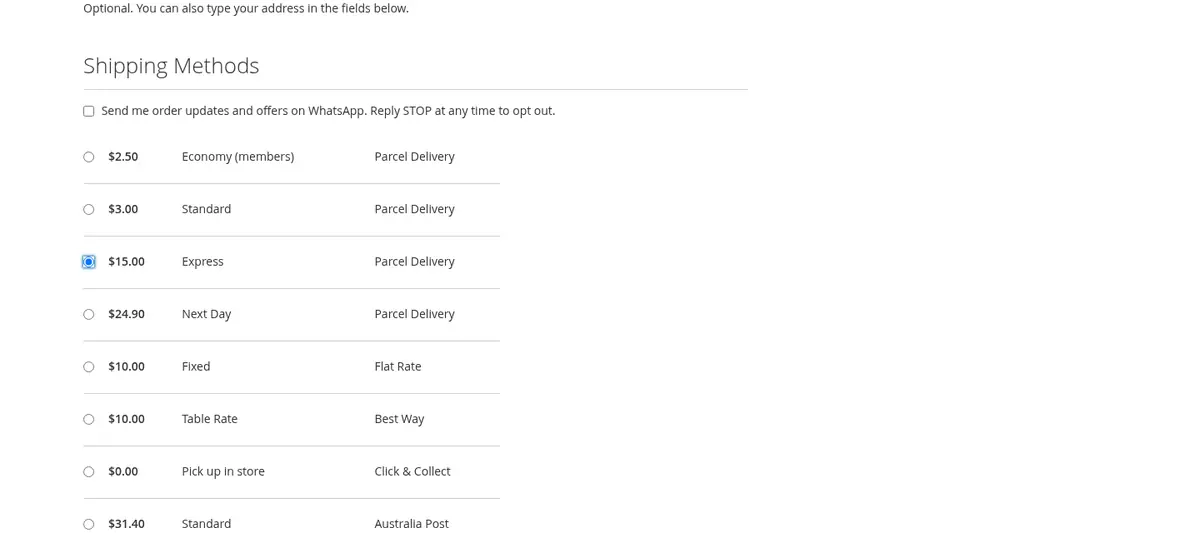 Optional. You can also type your address in the fields below.
Shipping Methods
Send me order updates and offers on WhatsApp. Reply STOP at any time to opt out.
$2.50 Economy (members) Parcel Delivery
$3.00 Standard Parcel Delivery
$15.00 Express Parcel Delivery
$24.90 Next Day Parcel Delivery
$10.00 Fixed Flat Rate
$10.00 Table Rate Best Way
$0.00 Pick up in store Click & Collect
$31.40 Standard Australia Post